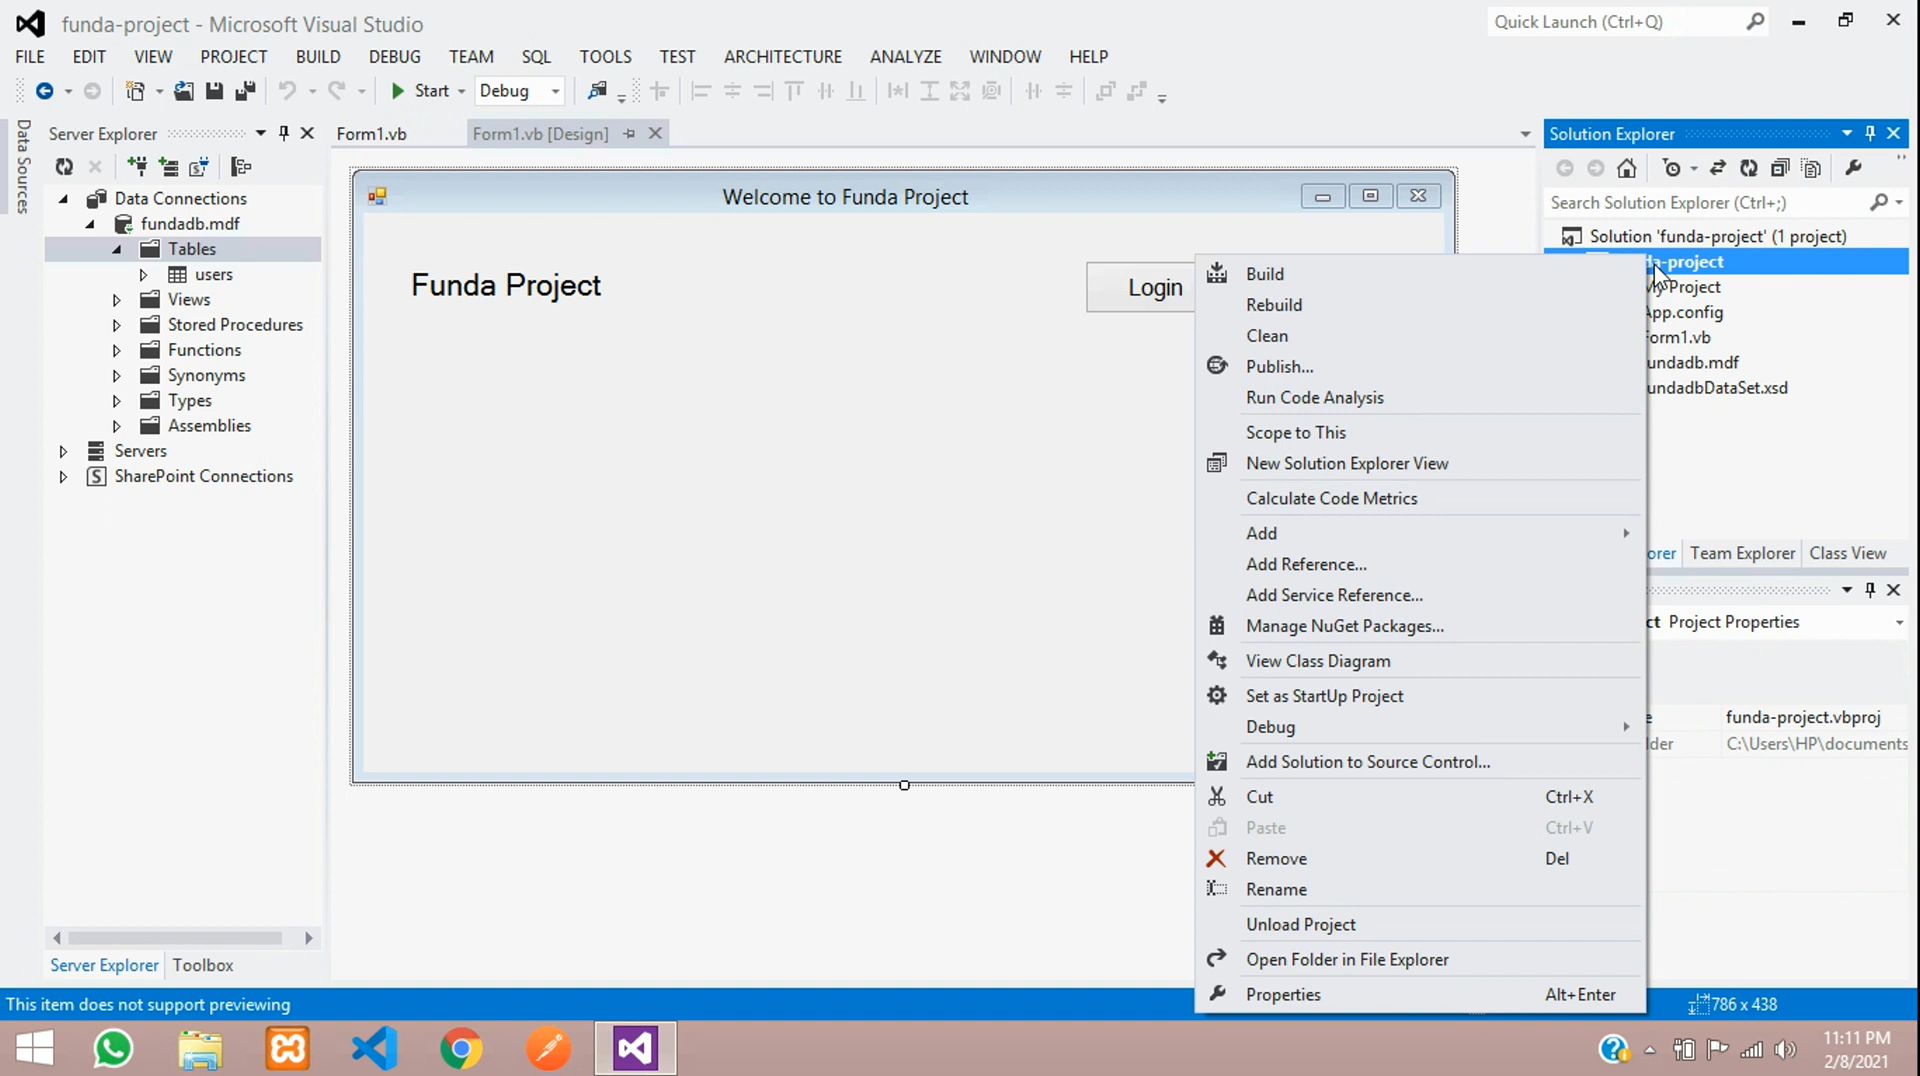 funda-project - Microsoft Visual Studio
Quick Launch (Ctrl+Q)
FILE EDIT VIEW PROJECT BUILD DEBUG TEAM SQL TOOLS TEST ARCHITECTURE ANALYZE WINDOW HELP
Start Debug
Data Sources
Server Explorer
Data Connections
fundadb.mdf
Tables
users
Views
Stored Procedures
Functions
Synonyms
Types
Assemblies
Servers
SharePoint Connections
Server Explorer Toolbox
Form1.vb Form1.vb [Design]
Welcome to Funda Project
Funda Project
Login
Build
Rebuild
Clean
Publish...
Run Code Analysis
Scope to This
New Solution Explorer View
Calculate Code Metrics
Add
Add Reference...
Add Service Reference...
Manage NuGet Packages...
View Class Diagram
Set as StartUp Project
Debug
Add Solution to Source Control...
Cut Ctrl+X
Paste Ctrl+V
Remove Del
Rename
Unload Project
Open Folder in File Explorer
Properties Alt+Enter
Solution Explorer
Search Solution Explorer (Ctrl+;)
Solution 'funda-project' (1 project)
da-project
My Project
App.config
orm1.vb
undadb.mdf
undadbDataSet.xsd
orer Team Explorer Class View
ct Project Properties
e funda-project.vbproj
lder C:\Users\HP\documents
This item does not support previewing
786 x 438
11:11 PM
2/8/2021